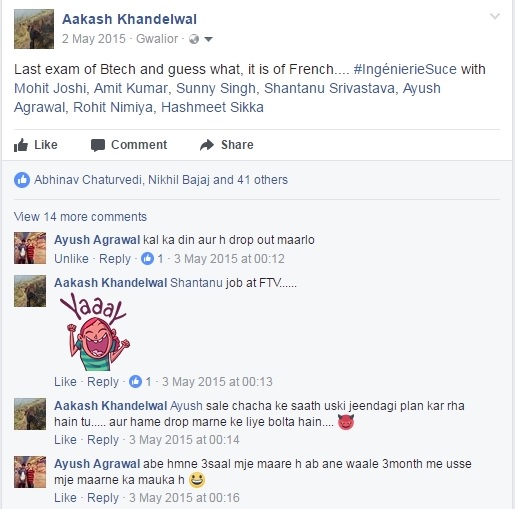 Aakash Khandelwal
2 May 2015 · Gwalior ·
Last exam of Btech and guess what, it is of French.... #IngénierieSuce with
Mohit Joshi, Amit Kumar, Sunny Singh, Shantanu Srivastava, Ayush
Agrawal, Rohit Nimiya, Hashmeet Sikka
Like Comment Share
Abhinav Chaturvedi, Nikhil Bajaj and 41 others
View 14 more comments
Ayush Agrawal kal ka din aur h drop out maarlo
Unlike · Reply · 1 · 3 May 2015 at 00:12
Aakash Khandelwal Shantanu job at FTV......
Yaaay
Like · Reply · 1 · 3 May 2015 at 00:13
Aakash Khandelwal Ayush sale chacha ke saath uski jeendagi plan kar rha
hain tu..... aur hame drop marne ke liye bolta hain....
Like · Reply · 3 May 2015 at 00:14
Ayush Agrawal abe hmne 3saal mje maare h ab ane waale 3month me usse
mje maarne ka mauka h
Like · Reply · 3 May 2015 at 00:16